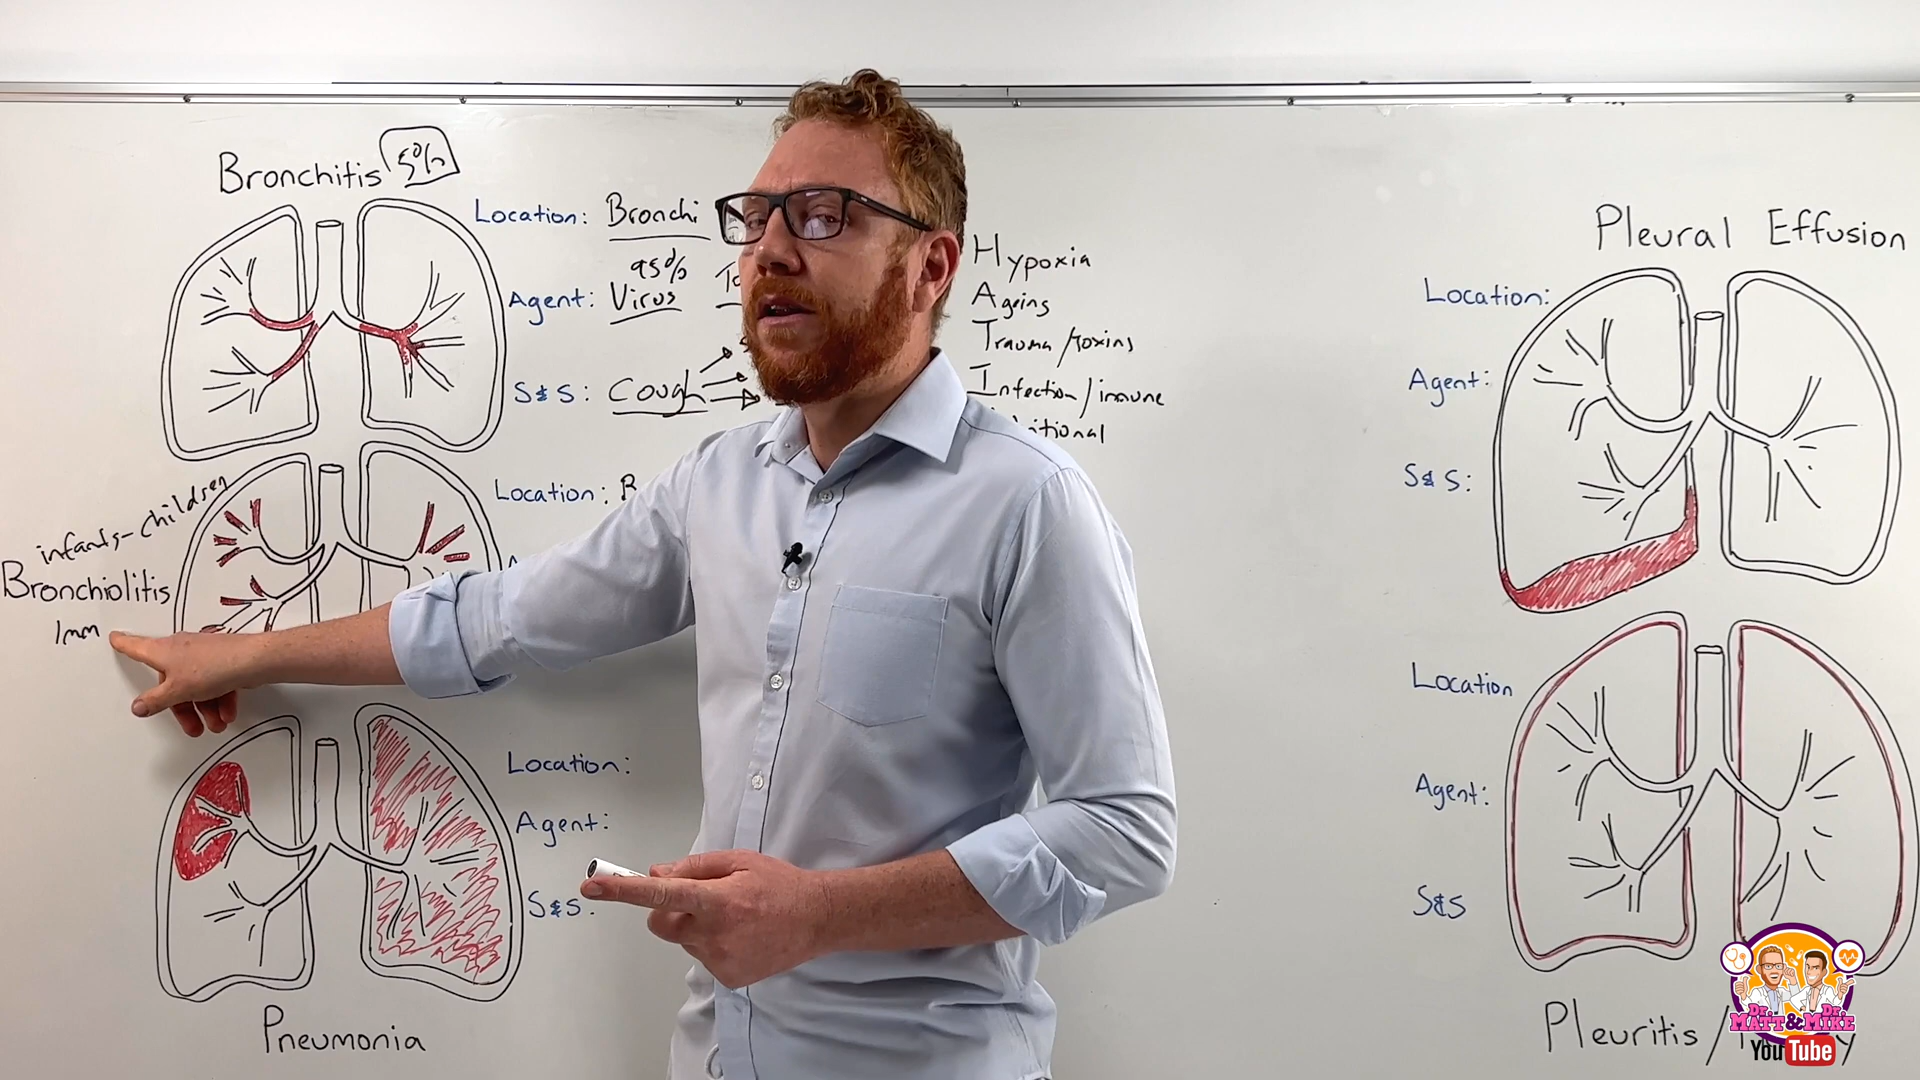 Bronchitis 5%
Location: Bronchi
95%
Agent: Virus
S&S: Cough
Hypoxia
Ageing
Trauma/toxins
Infection/immune
infants-children
Bronchiolitis
1mm
Location:
Location:
Agent:
S&S:
Pneumonia
Pleural Effusion
Location:
Agent:
S&S:
Location
Agent:
S&S
Pleuritis/
Dr. Dr.
MATT & MIKE
YouTube